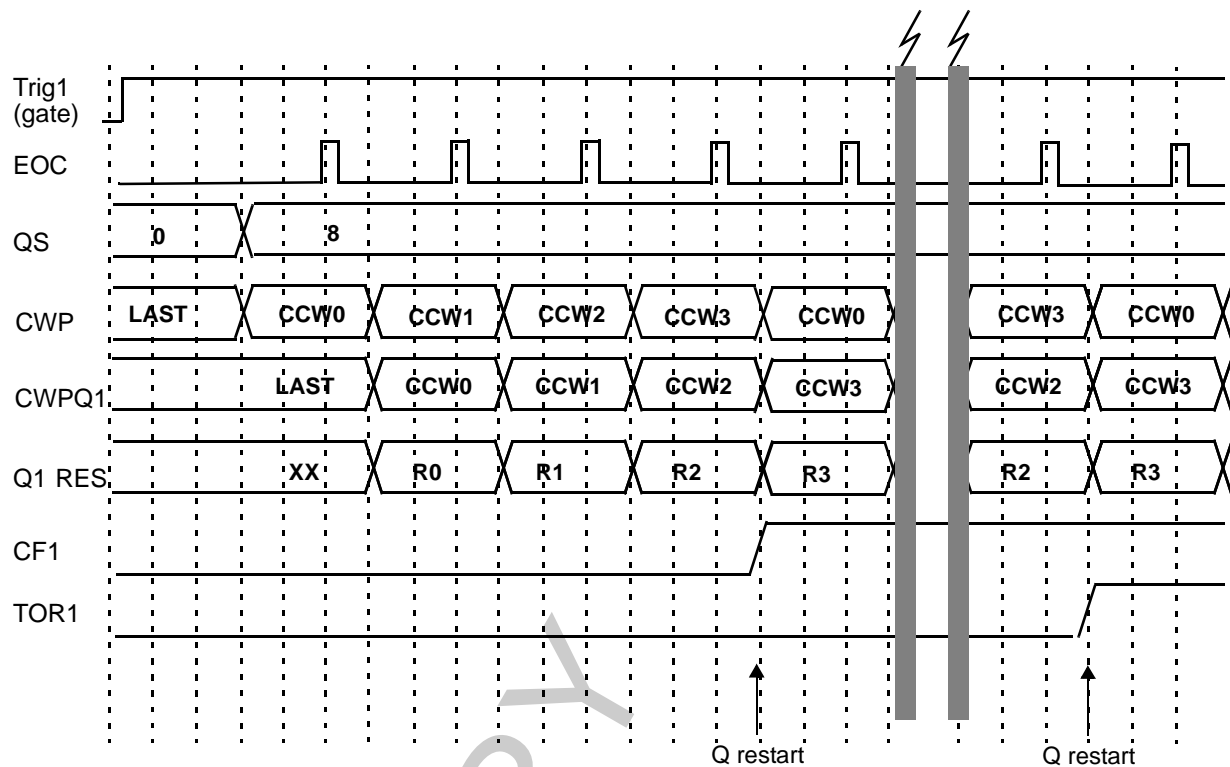 Trig1
(gate)
EOC
QS 0 8
CWP LAST CCW0 CCW1 CCW2 CCW3 CCW0 CCW3 CCW0
CWPQ1 LAST CCW0 CCW1 CCW2 CCW3 CCW2 CCW3
Q1 RES XX R0 R1 R2 R3 R2 R3
CF1
TOR1
Q restart Q restart